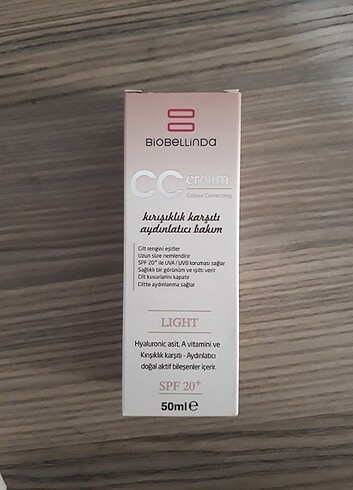 BIOBELLINDA
CC cream
Colour Correcting
kırışıklık karşıtı
aydınlatıcı bakım
Cilt rengini eşitler
Uzun süre nemlendirir
SPF 20⁺ ile UVA / UVB koruması sağlar
Sağlıklı bir görünüm ve ışıltı verir
Cilt kusurlarını kapatır
Ciltte aydınlanma sağlar
LIGHT
Hyaluronic asit, A vitamini ve
Kırışıklık karşıtı - Aydınlatıcı
doğal aktif bileşenler içerir.
SPF 20⁺
50ml ℮